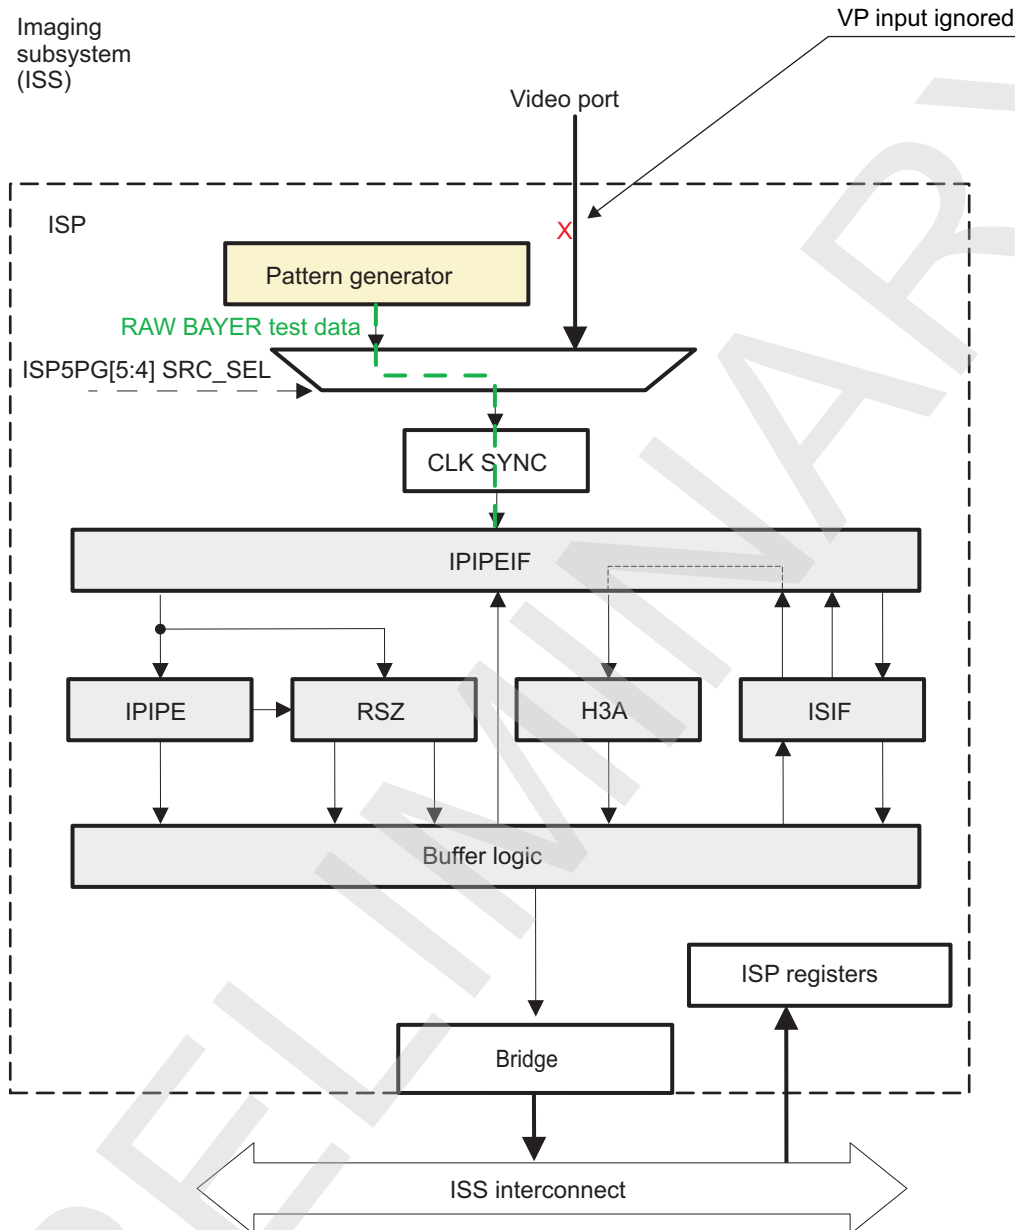 Imaging
subsystem
(ISS)
VP input ignored
Video port
ISP
X
Pattern generator
RAW BAYER test data
ISP5PG[5:4] SRC_SEL
CLK SYNC
IPIPEIF
IPIPE
RSZ
H3A
ISIF
Buffer logic
ISP registers
Bridge
ISS interconnect
RELIMINARY